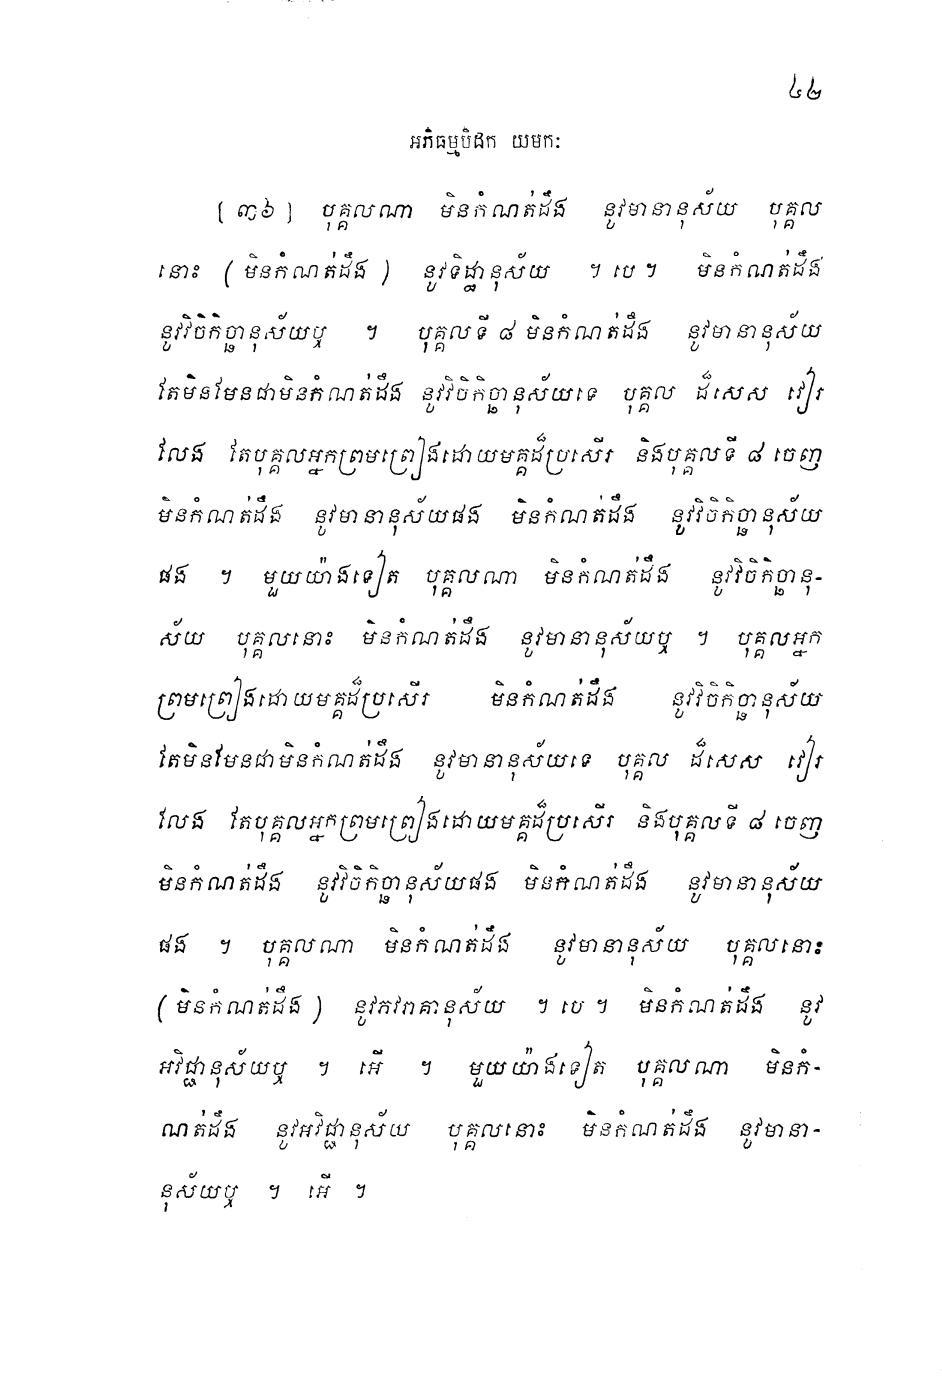 ៤២
អភិធម្មបិដក យមកៈ
[ ៣៦ ] បុគ្គលណា មិនកំណត់ដឹង នូវមានានុស័យ បុគ្គល
នោះ ( មិនកំណត់ដឹង ) នូវទិដ្ឋានុស័យ ។ បេ ។ មិនកំណត់ដឹង
នូវវិចិកិច្ឆានុស័យឬ ។ បុគ្គលទី ៨ មិនកំណត់ដឹង នូវមានានុស័យ
តែមិនមែនជាមិនកំណត់ដឹង នូវវិចិកិច្ឆានុស័យទេ បុគ្គល ដ៏សេស វៀរ
លែង តែបុគ្គលអ្នកព្រមព្រៀងដោយមគ្គដ៏ប្រសើរ និងបុគ្គលទី ៨ ចេញ
មិនកំណត់ដឹង នូវមានានុស័យផង មិនកំណត់ដឹង នូវវិចិកិច្ឆានុស័យ
ផង ។ មួយយ៉ាងទៀត បុគ្គលណា មិនកំណត់ដឹង នូវវិចិកិច្ឆានុ-
ស័យ បុគ្គលនោះ មិនកំណត់ដឹង នូវមានានុស័យឬ ។ បុគ្គលអ្នក
ព្រមព្រៀងដោយមគ្គដ៏ប្រសើរ មិនកំណត់ដឹង នូវវិចិកិច្ឆានុស័យ
តែមិនមែនជាមិនកំណត់ដឹង នូវមានានុស័យទេ បុគ្គល ដ៏សេស វៀរ
លែង តែបុគ្គលអ្នកព្រមព្រៀងដោយមគ្គដ៏ប្រសើរ និងបុគ្គលទី ៨ ចេញ
មិនកំណត់ដឹង នូវវិចិកិច្ឆានុស័យផង មិនកំណត់ដឹង នូវមានានុស័យ
ផង ។ បុគ្គលណា មិនកំណត់ដឹង នូវមានានុស័យ បុគ្គលនោះ
( មិនកំណត់ដឹង ) នូវភវរាគានុស័យ ។ បេ ។ មិនកំណត់ដឹង នូវ
អវិជ្ជានុស័យឬ ។ អើ ។ មួយយ៉ាងទៀត បុគ្គលណា មិនកំ-
ណត់ដឹង នូវអវិជ្ជានុស័យ បុគ្គលនោះ មិនកំណត់ដឹង នូវមានា-
នុស័យឬ ។ អើ ។